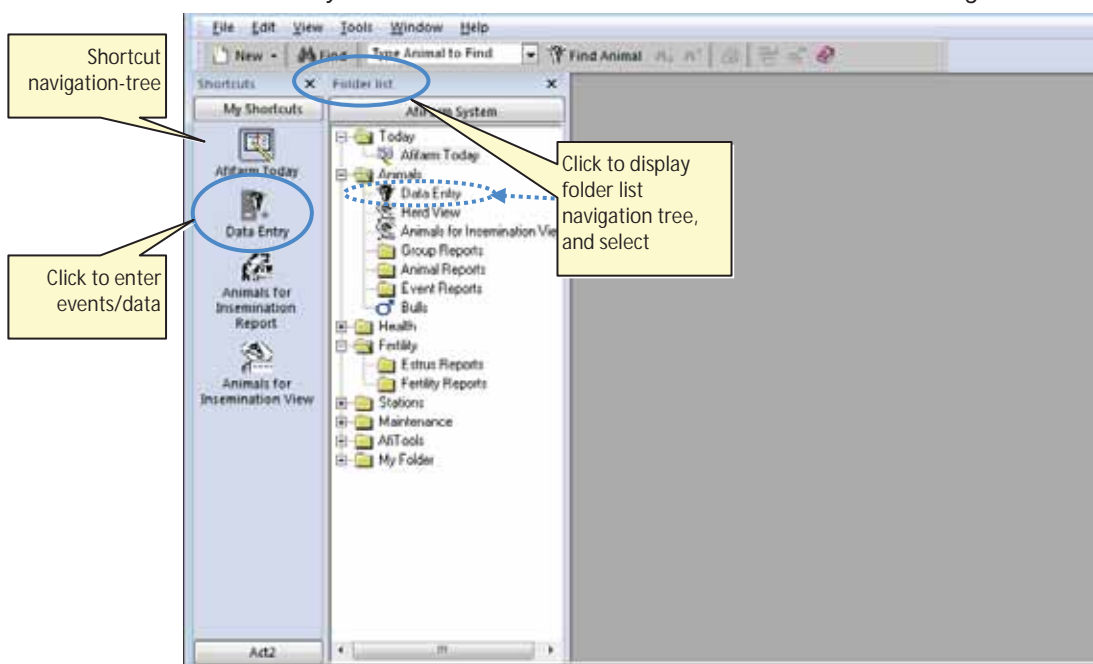 File Edit View Tools Window Help
New Find Type Animal to Find Find Animal
Shortcut
navigation-tree
Shortcuts
My Shortcuts
Afifarm Today
Data Entry
Animals for
Insemination
Report
Animals for
Insemination View
Act2
Click to enter
events/data
Folder list
System
Today
Afifarm Today
Animals
Data Entry
Herd View
Animals for Insemination Vie
Group Reports
Animal Reports
Event Reports
Bulls
Health
Fertility
Estrus Reports
Fertility Reports
Stations
Maintenance
AfiTools
My Folder
Click to display
folder list
navigation tree,
and select